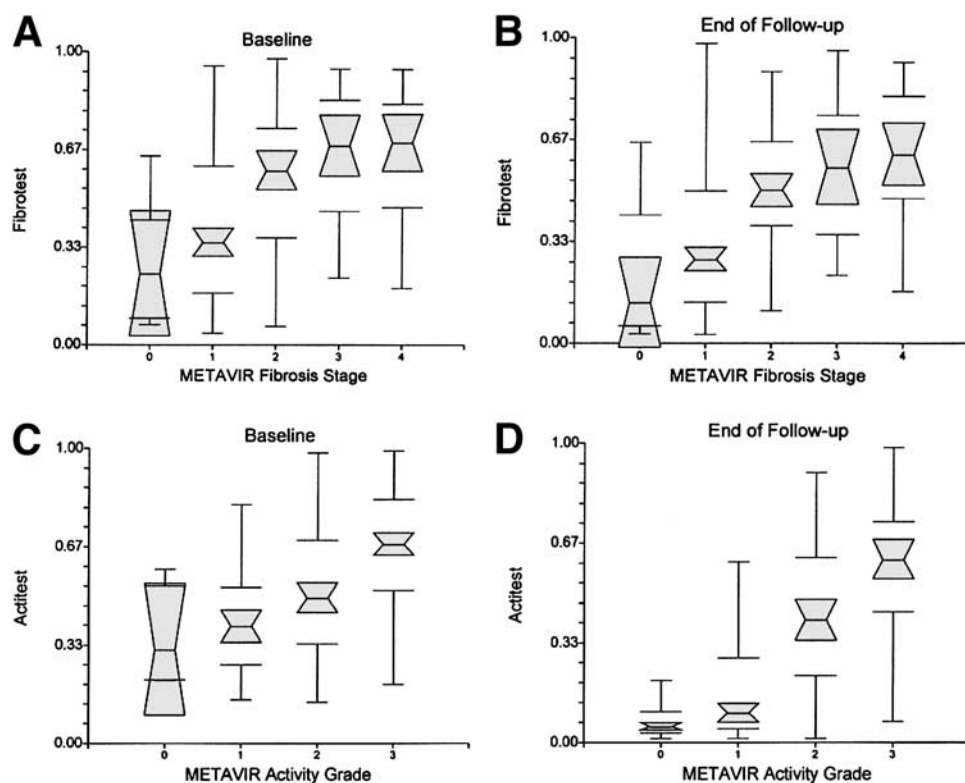 A
Baseline
1.00
0.67
0.33
0.00
Fibrotest
0 1 2 3 4
METAVIR Fibrosis Stage
B
End of Follow-up
1.00
0.67
0.33
0.00
Fibrotest
0 1 2 3 4
METAVIR Fibrosis Stage
C
Baseline
1.00
0.67
0.33
0.00
Actitest
0 1 2 3
METAVIR Activity Grade
D
End of Follow-up
1.00
0.67
0.33
0.00
Actitest
0 1 2 3
METAVIR Activity Grade